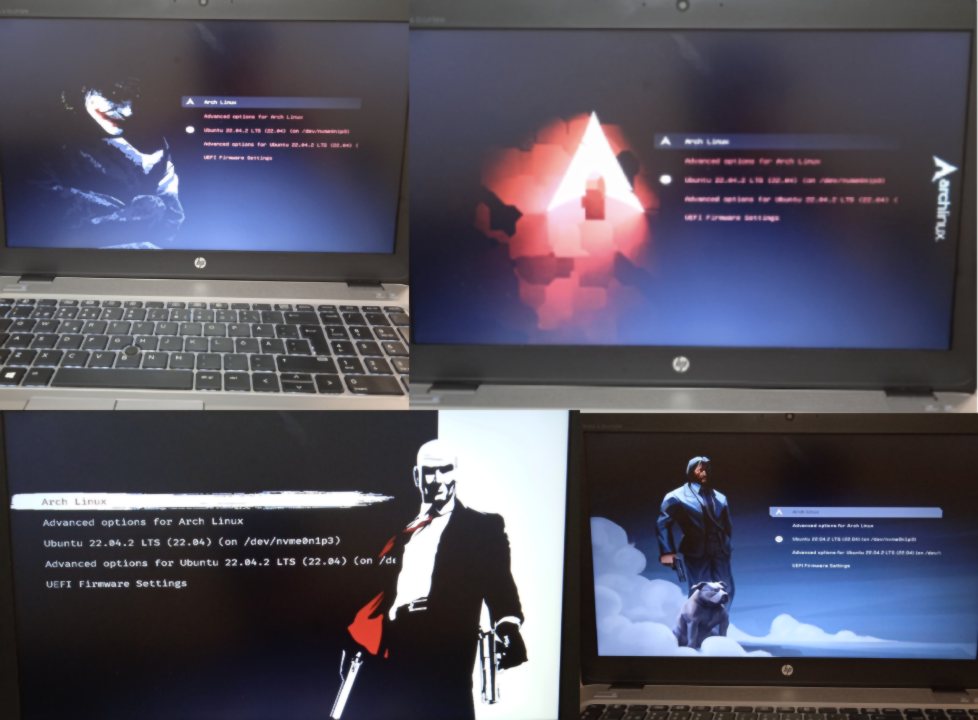 Arch Linux
Advanced options for Arch Linux
Ubuntu 22.04.2 LTS (22.04) (on /dev/nvme0n1p3)
Advanced options for Ubuntu 22.04.2 LTS (22.04) (
UEFI Firmware Settings
hp
Arch Linux
Advanced options for Arch Linux
Ubuntu 22.04.2 LTS (22.04) (on /dev/nvme0n1p3)
Advanced options for Ubuntu 22.04.2 LTS (22.04) (
UEFI Firmware Settings
archlinux
hp
Arch Linux
Advanced options for Arch Linux
Ubuntu 22.04.2 LTS (22.04) (on /dev/nvme0n1p3)
Advanced options for Ubuntu 22.04.2 LTS (22.04) (on /de
UEFI Firmware Settings
Arch Linux
Advanced options for Arch Linux
Ubuntu 22.04.2 LTS (22.04) (on /dev/nvme0n1p3)
Advanced options for Ubuntu 22.04.2 LTS (22.04) (on /dev/n
UEFI Firmware Settings
hp